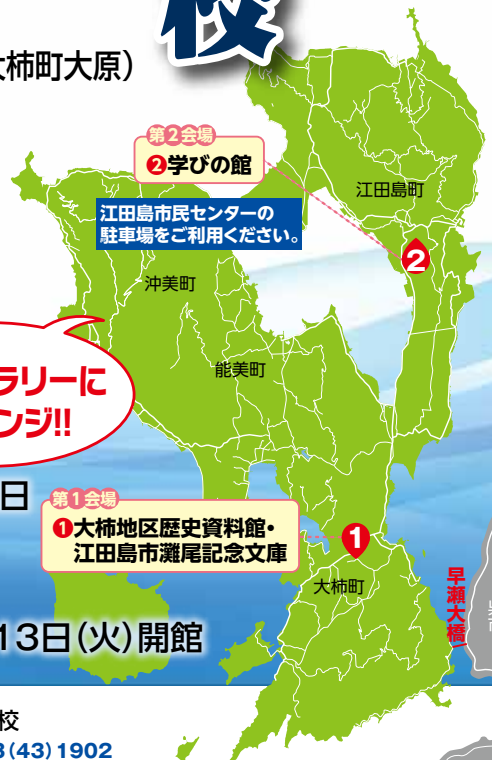 校
大柿町大原)
第2会場
❷学びの館
江田島市民センターの
駐車場をご利用ください。
江田島町
2
沖美町
能美町
ラリーに
ンジ!!
日
第1会場
❶大柿地区歴史資料館・
江田島市灘尾記念文庫
1
大柿町
早瀬大橋
13日(火)開館
校
(43)1902